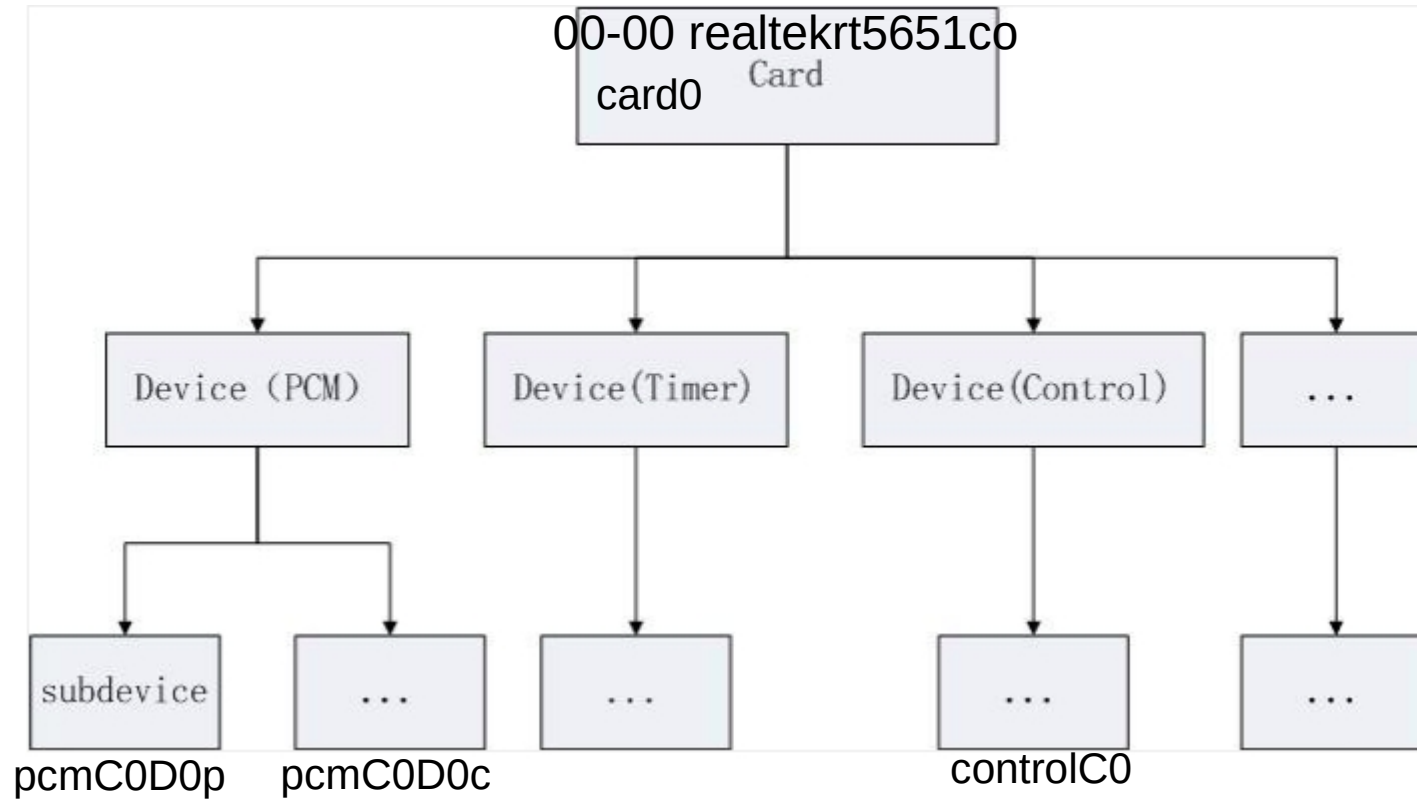 00-00 realtekrt5651co
Card
card0
Device（PCM）
Device(Timer)
Device(Control)
...
subdevice
...
...
...
...
pcmC0D0p
pcmC0D0c
controlC0